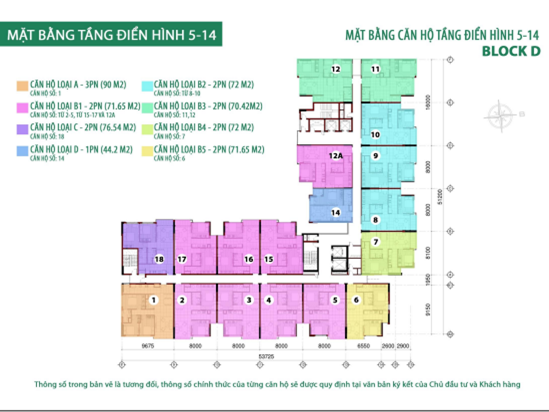 MẶT BẰNG TẦNG ĐIỂN HÌNH 5-14
MẶT BẰNG CĂN HỘ TẦNG ĐIỂN HÌNH 5-14
BLOCK D
CĂN HỘ LOẠI A - 3PN (90 M2)
CĂN HỘ SỐ: 1
CĂN HỘ LOẠI B1 - 2PN (71.65 M2)
CĂN HỘ SỐ: TỪ 2-5, TỪ 15-17 VÀ 12A
CĂN HỘ LOẠI C - 2PN (76.54 M2)
CĂN HỘ SỐ: 18
CĂN HỘ LOẠI D - 1PN (44.2 M2)
CĂN HỘ SỐ: 14
CĂN HỘ LOẠI B2 - 2PN (72 M2)
CĂN HỘ SỐ: TỪ 8-10
CĂN HỘ LOẠI B3 - 2PN (70.42M2)
CĂN HỘ SỐ: 11,12
CĂN HỘ LOẠI B4 - 2PN (72 M2)
CĂN HỘ SỐ: 7
CĂN HỘ LOẠI B5 - 2PN (71.65 M2)
CĂN HỘ SỐ: 6
12
11
10
12A
9
14
8
7
18
17
16
15
1
2
3
4
5
6
16000
8000
8000
8100
1950
9150
51200
9675
8000
8000
8000
8000
6550
2600
2900
53725
Thông số trong bản vẽ là tương đối, thông số chính thức của từng căn hộ sẽ được quy định tại văn bản ký kết của Chủ đầu tư và Khách hàng